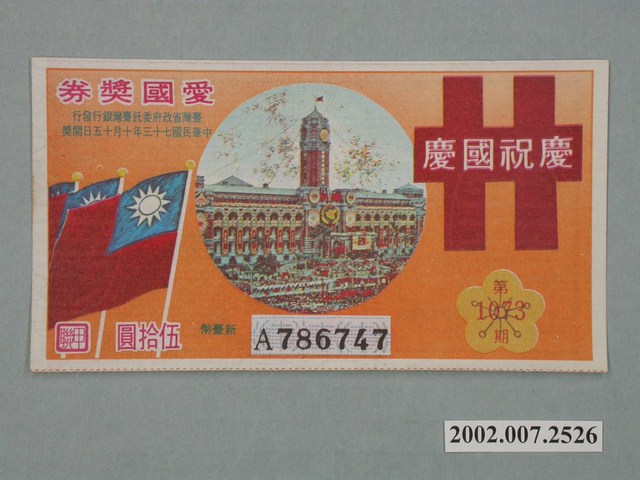 愛國獎券
臺灣省政府委託臺灣銀行發行
中華民國七十三年十月十五日開獎
慶祝國慶
第
1073
期
新臺幣
伍拾圓
甲聯
A786747
2002.007.2526